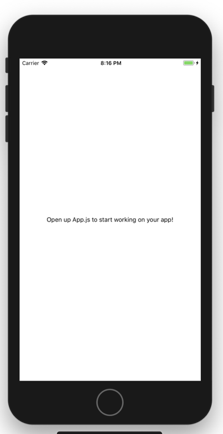 Carrier 8:16 PM
Open up App.js to start working on your app!